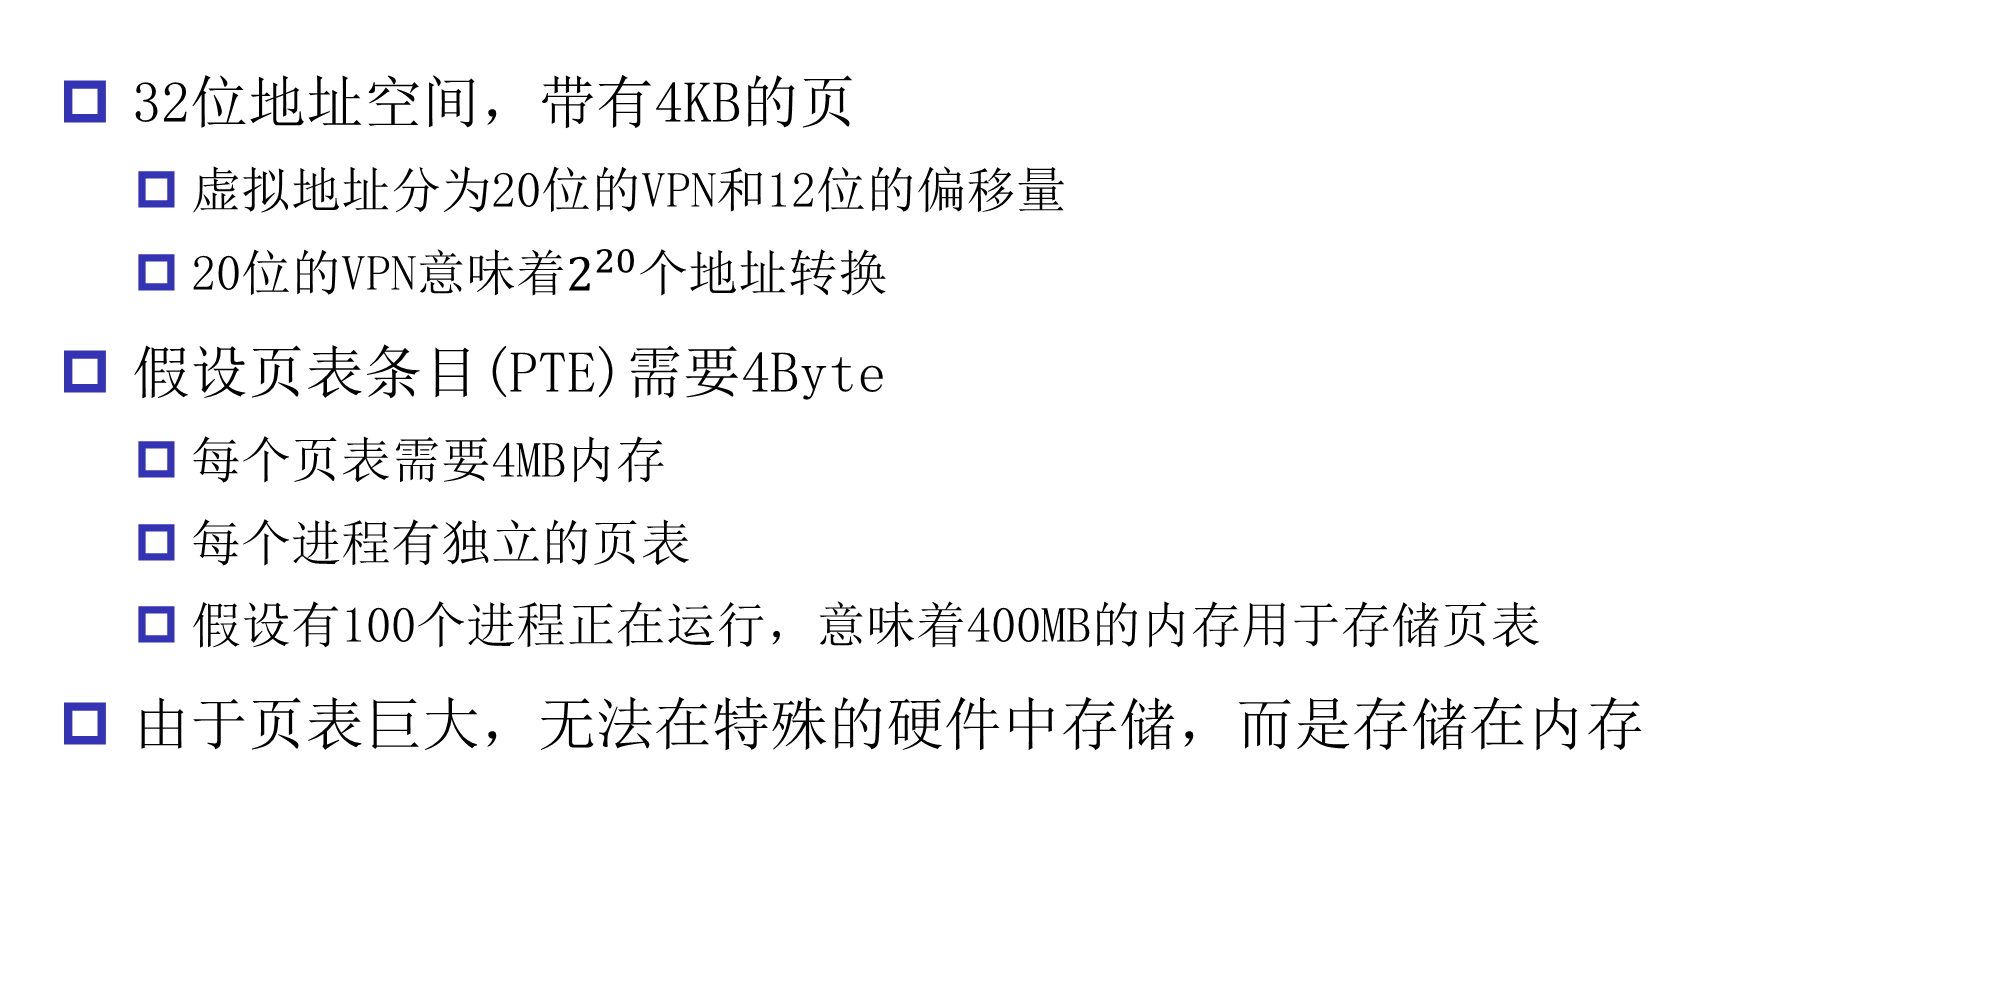 32位地址空间，带有4KB的页
虚拟地址分为20位的VPN和12位的偏移量
20位的VPN意味着2²⁰个地址转换
假设页表条目(PTE)需要4Byte
每个页表需要4MB内存
每个进程有独立的页表
假设有100个进程正在运行，意味着400MB的内存用于存储页表
由于页表巨大，无法在特殊的硬件中存储，而是存储在内存